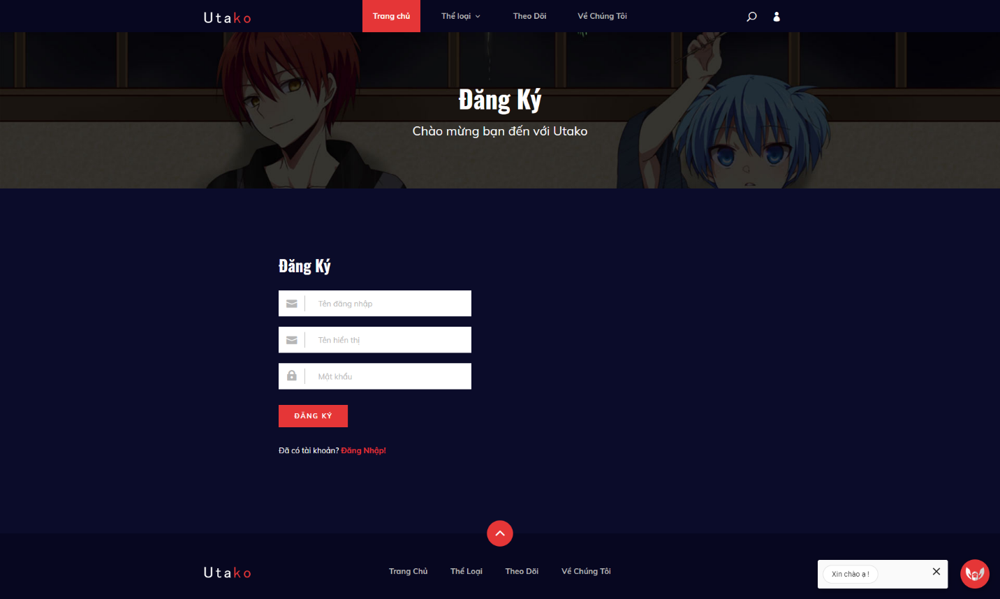 Utako
Trang chủ
Thể loại
Theo Dõi
Về Chúng Tôi
Đăng Ký
Chào mừng bạn đến với Utako
Đăng Ký
Tên đăng nhập
Tên hiển thị
Mật khẩu
ĐĂNG KÝ
Đã có tài khoản? Đăng Nhập!
Utako
Trang Chủ
Thể Loại
Theo Dõi
Về Chúng Tôi
Xin chào ạ !